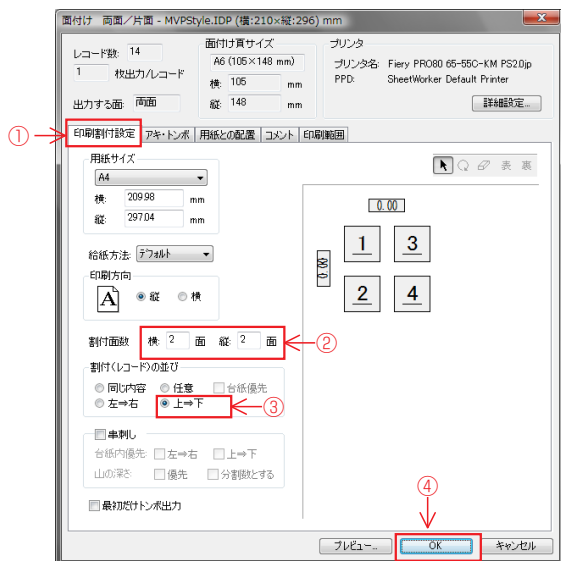 面付け 両面／片面 - MVPStyle.IDP (横:210×縦:296) mm
レコード数: 14
1 枚出力/レコード
出力する面: 両面
面付け頁サイズ
A6 (105×148 mm)
横: 105 mm
縦: 148 mm
プリンタ
プリンタ名: Fiery PRO80 65-55C-KM PS2.0jp
PPD: SheetWorker Default Printer
詳細設定...
①
印刷割付設定 アキ・トンボ 用紙との配置 コメント 印刷範囲
用紙サイズ
A4
横: 209.98 mm
縦: 297.04 mm
給紙方法: デフォルト
印刷方向
A 縦 横
割付面数 横: 2 面 縦: 2 面
②
割付(レコード)の並び
同じ内容 任意 台紙優先
左⇒右 上⇒下
③
串刺し
台紙内優先: 左⇒右 上⇒下
山の深さ: 優先 分割数とする
最初だけトンボ出力
表 裏
0.00
0.00
1 3
2 4
④
プレビュー... OK キャンセル